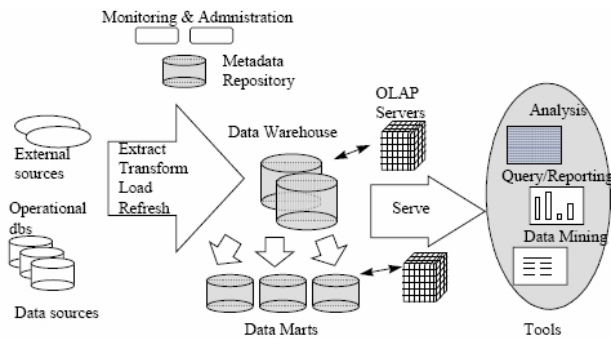 Monitoring & Admnistration
Metadata
Repository
OLAP
Servers
Analysis
Data Warehouse
External
sources
Extract
Transform
Load
Refresh
Query/Reporting
Operational
dbs
Serve
Data Mining
Data sources
Data Marts
Tools